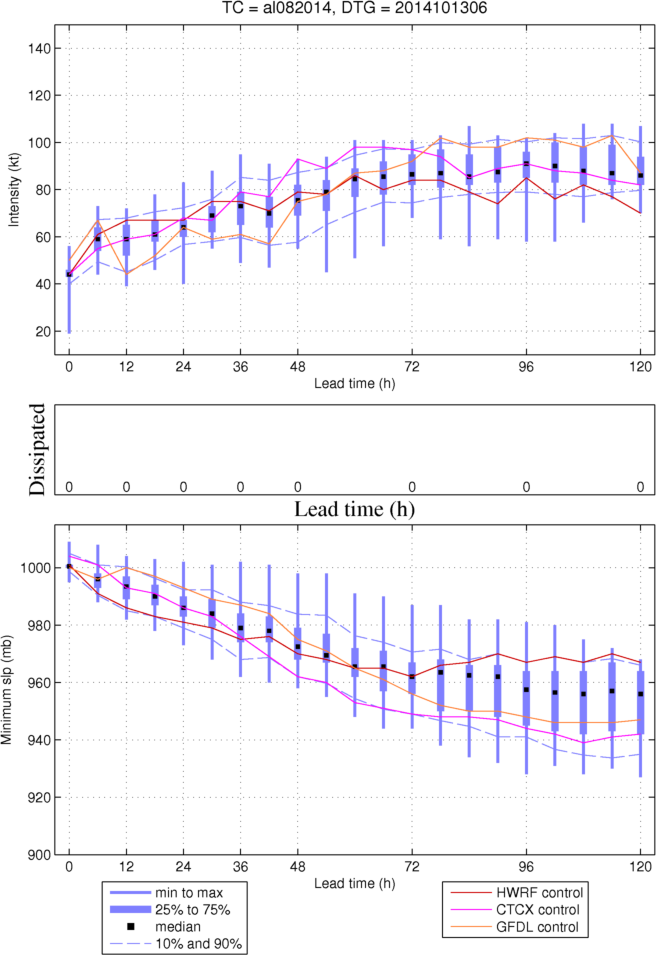 TC = al082014, DTG = 2014101306
140
120
100
80
60
40
20
Intensity (kt)
0 12 24 36 48 72 96 120
Lead time (h)
Dissipated
0 0 0 0 0 0 0 0
Lead time (h)
1000
980
960
940
920
900
Minimum slp (mb)
0 12 24 36 48 72 96 120
Lead time (h)
min to max
25% to 75%
median
10% and 90%
HWRF control
CTCX control
GFDL control